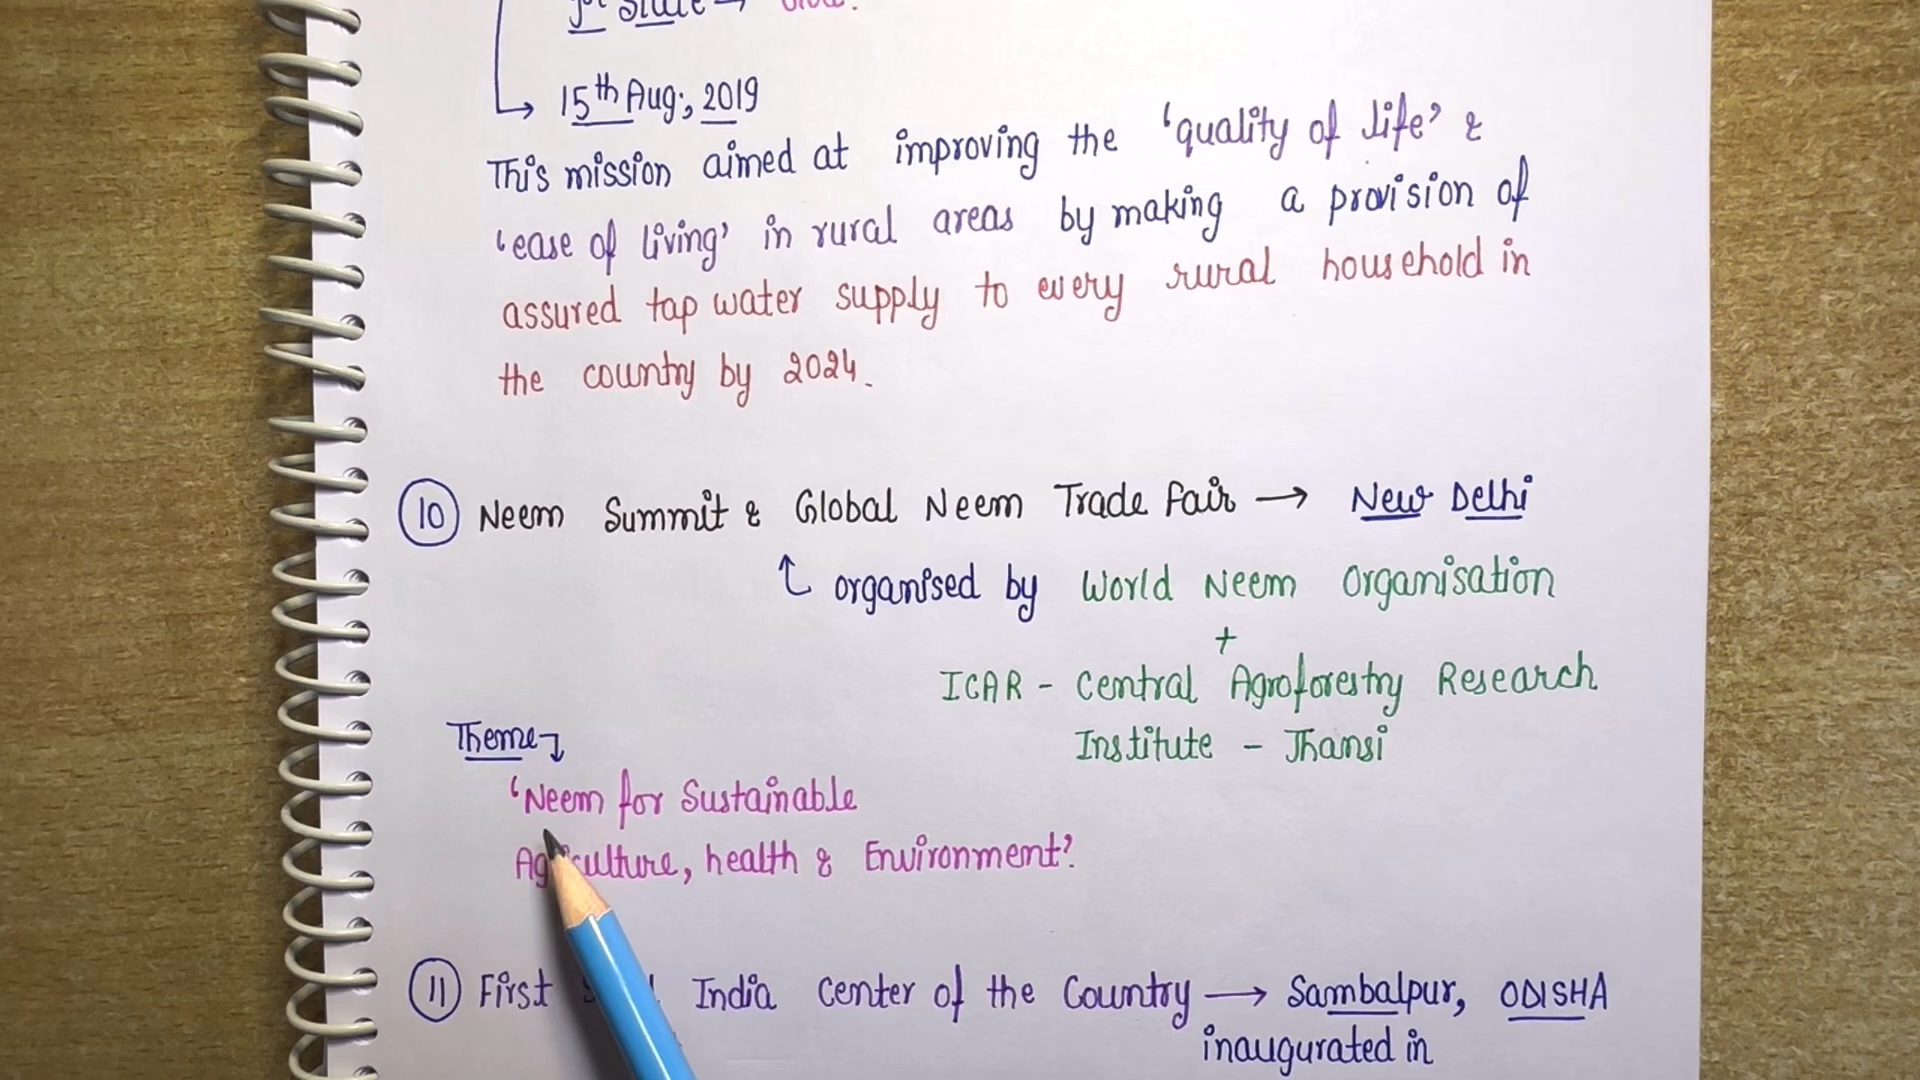 1st State →
15th Aug., 2019
This mission aimed at improving the 'quality of life' &
'ease of living' in rural areas by making a provision of
assured tap water supply to every rural household in
the country by 2024.
10 Neem Summit & Global Neem Trade Fair → New Delhi
↑ organised by World Neem Organisation
+
ICAR - Central Agroforestry Research
Institute - Jhansi
Theme
'Neem for Sustainable
Agriculture, health & Environment'.
11 First India Center of the Country → Sambalpur, ODISHA
inaugurated in